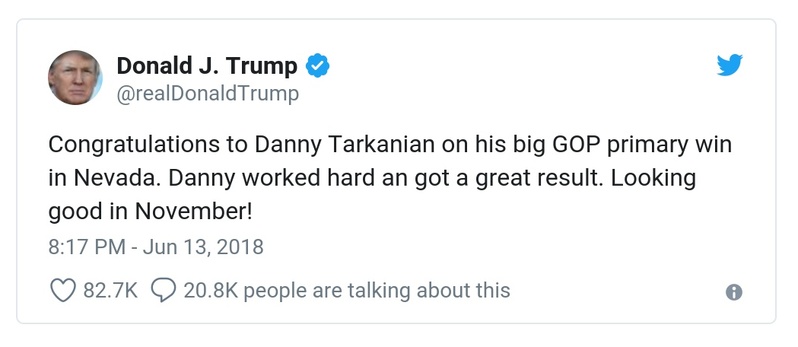 Donald J. Trump
@realDonaldTrump
Congratulations to Danny Tarkanian on his big GOP primary win
in Nevada. Danny worked hard an got a great result. Looking
good in November!
8:17 PM - Jun 13, 2018
82.7K 20.8K people are talking about this